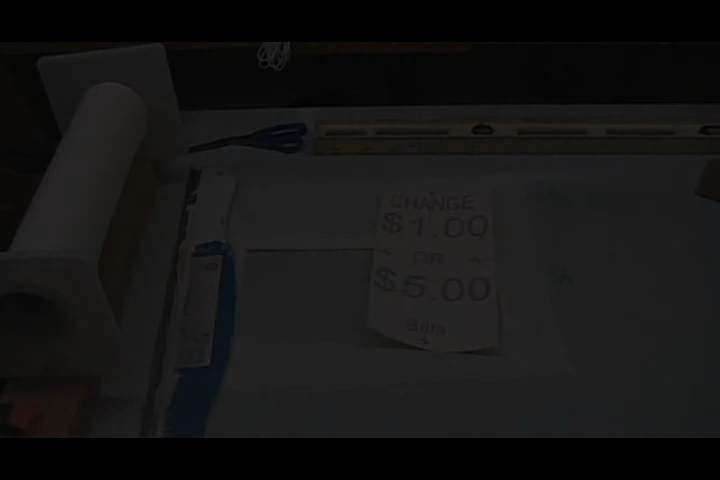 CHANGE
$1.00
OR
$5.00
Bills